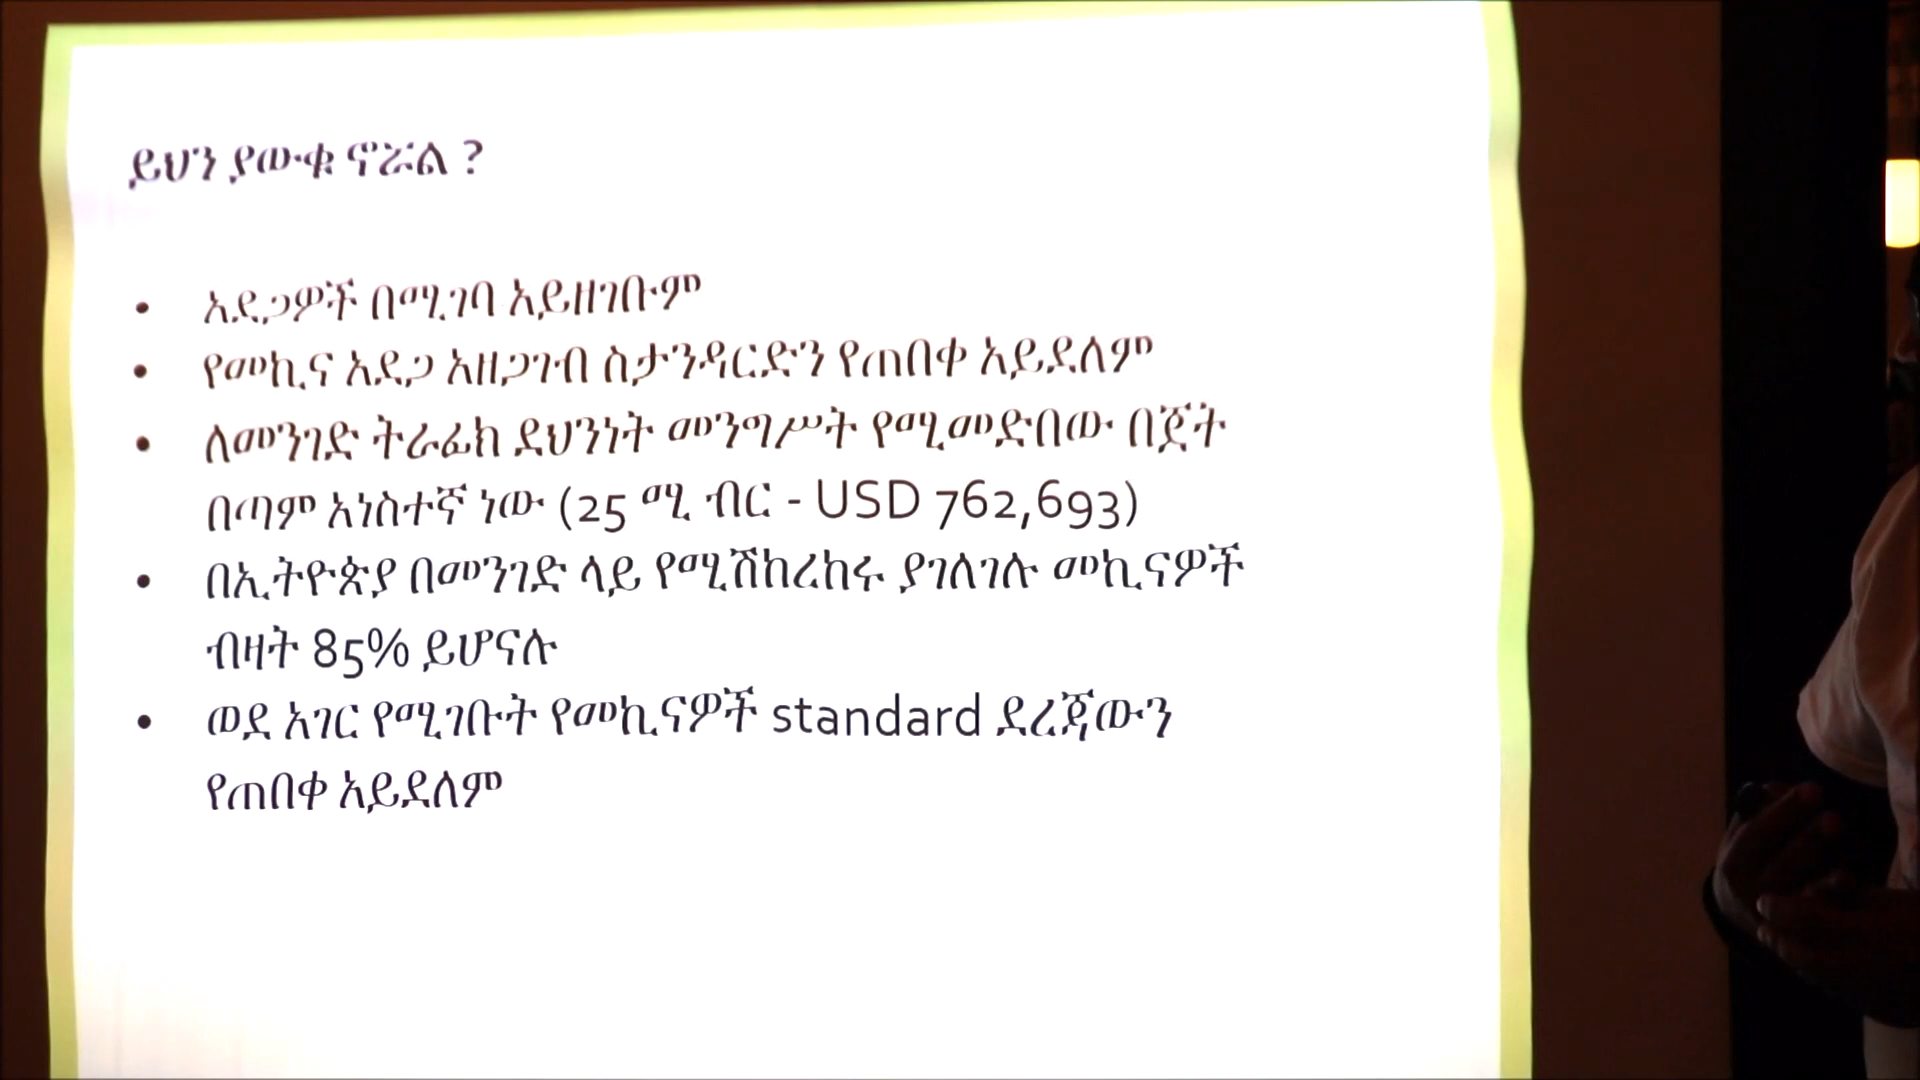 ይህን ያውቁ ኖሯል ?
• አደጋዎች በሚገባ አይዘገቡም
• የመኪና አደጋ አዘጋገብ ስታንዳርድን የጠበቀ አይደለም
• ለመንገድ ትራፊክ ደህንነት መንግሥት የሚመድበው በጀት
በጣም አነስተኛ ነው (25 ሚ ብር - USD 762,693)
• በኢትዮጵያ በመንገድ ላይ የሚሽከረከሩ ያገለገሉ መኪናዎች
ብዛት 85% ይሆናሉ
• ወደ አገር የሚገቡት የመኪናዎች standard ደረጃውን
የጠበቀ አይደለም